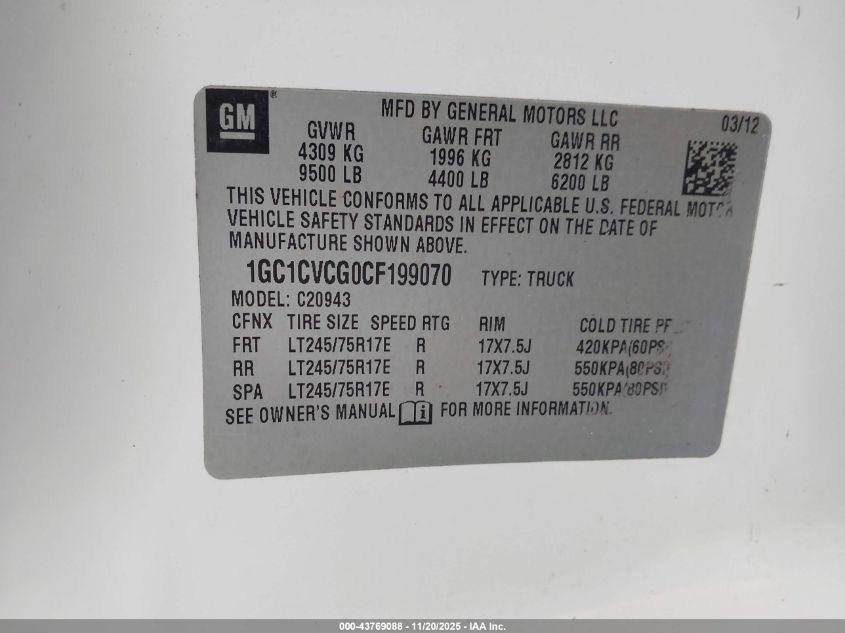 GM ®
MFD BY GENERAL MOTORS LLC 03/12
GVWR GAWR FRT GAWR RR
4309 KG 1996 KG 2812 KG
9500 LB 4400 LB 6200 LB
THIS VEHICLE CONFORMS TO ALL APPLICABLE U.S. FEDERAL MOTOR
VEHICLE SAFETY STANDARDS IN EFFECT ON THE DATE OF
MANUFACTURE SHOWN ABOVE.
1GC1CVCG0CF199070 TYPE: TRUCK
MODEL: C20943
CFNX TIRE SIZE SPEED RTG RIM COLD TIRE
FRT LT245/75R17E R 17X7.5J 420KPA(60PSI)
RR LT245/75R17E R 17X7.5J 550KPA(80PSI)
SPA LT245/75R17E R 17X7.5J 550KPA(80PSI)
SEE OWNER'S MANUAL FOR MORE INFORMATION.
000-43769088 - 11/20/2025 - IAA Inc.